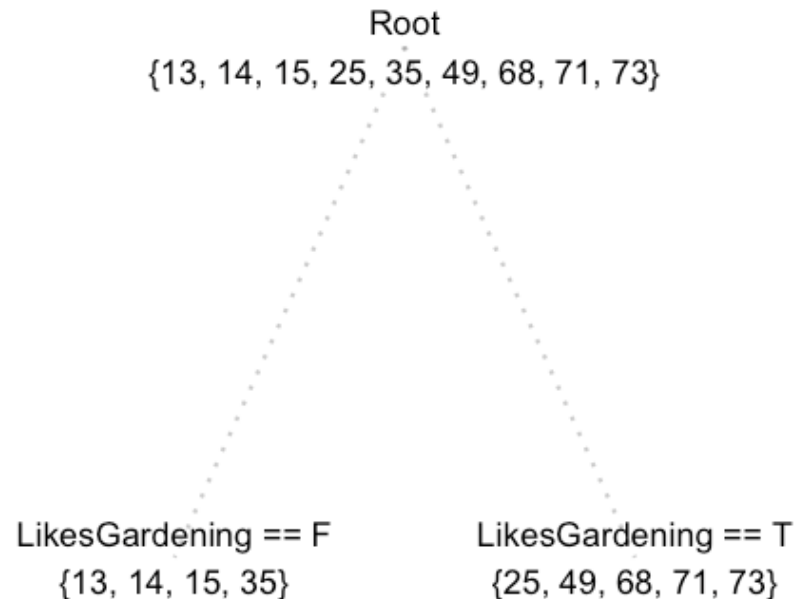 Root
{13, 14, 15, 25, 35, 49, 68, 71, 73}
LikesGardening == F
{13, 14, 15, 35}
LikesGardening == T
{25, 49, 68, 71, 73}